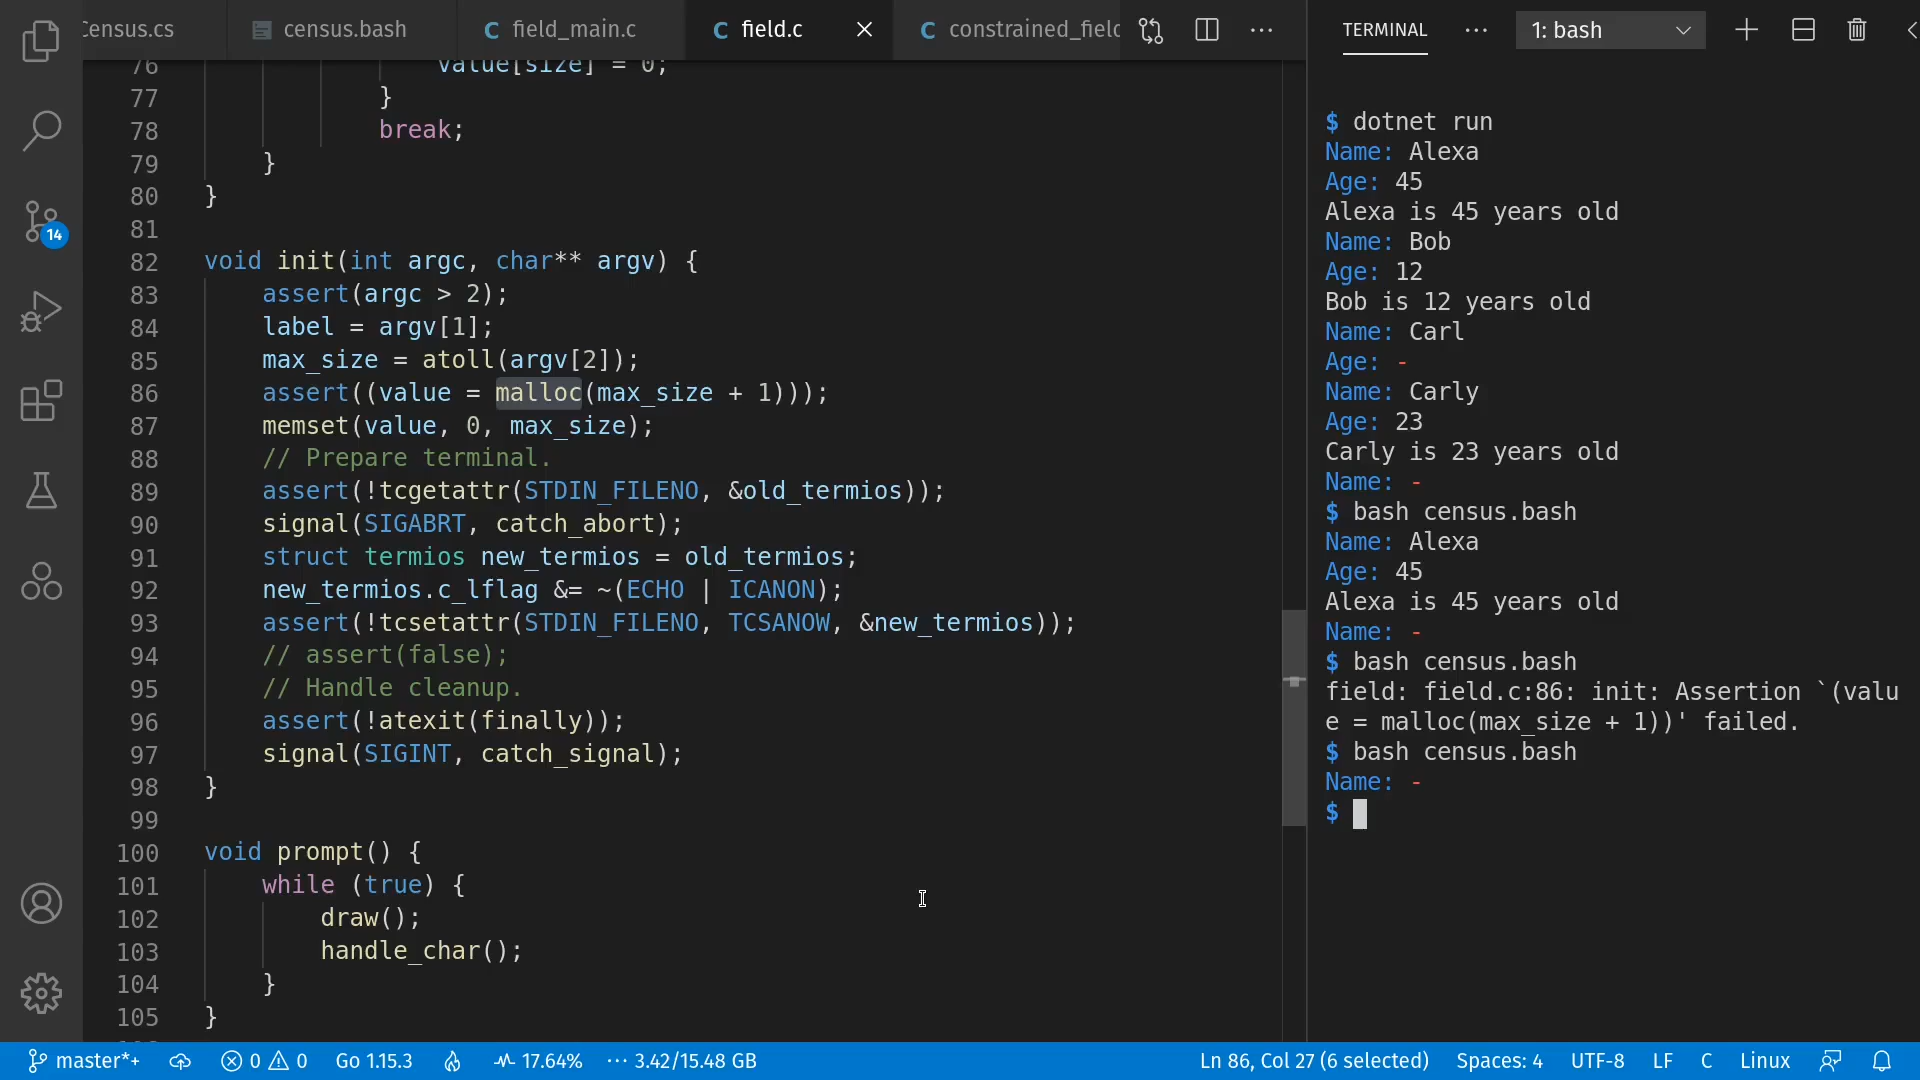 Census.cs
census.bash
field_main.c
field.c
constrained_fielc
TERMINAL
1: bash
76 value[size] = 0;
77 }
78 break;
79 }
80 }
81
82 void init(int argc, char** argv) {
83 assert(argc > 2);
84 label = argv[1];
85 max_size = atoll(argv[2]);
86 assert((value = malloc(max_size + 1)));
87 memset(value, 0, max_size);
88 // Prepare terminal.
89 assert(!tcgetattr(STDIN_FILENO, &old_termios));
90 signal(SIGABRT, catch_abort);
91 struct termios new_termios = old_termios;
92 new_termios.c_lflag &= ~(ECHO | ICANON);
93 assert(!tcsetattr(STDIN_FILENO, TCSANOW, &new_termios));
94 // assert(false);
95 // Handle cleanup.
96 assert(!atexit(finally));
97 signal(SIGINT, catch_signal);
98 }
99
100 void prompt() {
101 while (true) {
102 draw();
103 handle_char();
104 }
105 }
14
$ dotnet run
Name: Alexa
Age: 45
Alexa is 45 years old
Name: Bob
Age: 12
Bob is 12 years old
Name: Carl
Age: -
Name: Carly
Age: 23
Carly is 23 years old
Name: -
$ bash census.bash
Name: Alexa
Age: 45
Alexa is 45 years old
Name: -
$ bash census.bash
field: field.c:86: init: Assertion `(valu
e = malloc(max_size + 1))' failed.
$ bash census.bash
Name: -
$
master*+ 0 0 Go 1.15.3 17.64% ··· 3.42/15.48 GB Ln 86, Col 27 (6 selected) Spaces: 4 UTF-8 LF C Linux